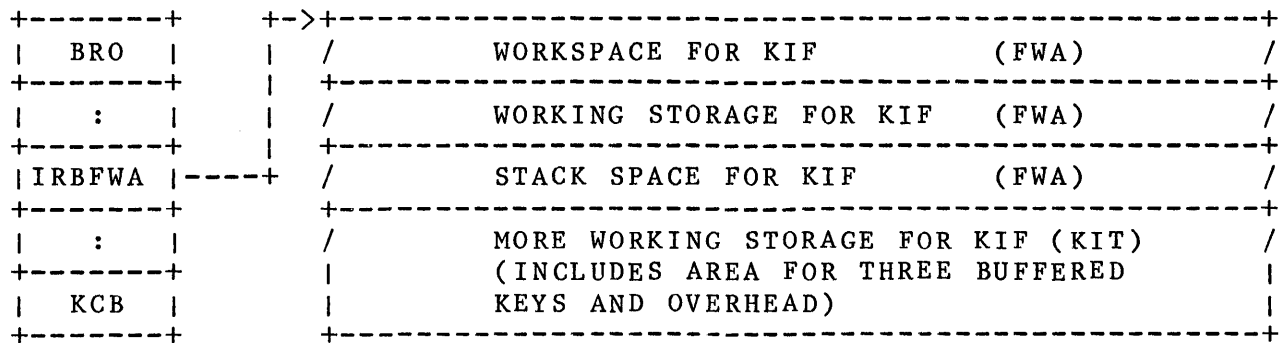 BRO
WORKSPACE FOR KIF (FWA)
:
WORKING STORAGE FOR KIF (FWA)
IRBFWA
STACK SPACE FOR KIF (FWA)
:
MORE WORKING STORAGE FOR KIF (KIT)
(INCLUDES AREA FOR THREE BUFFERED
KCB
KEYS AND OVERHEAD)